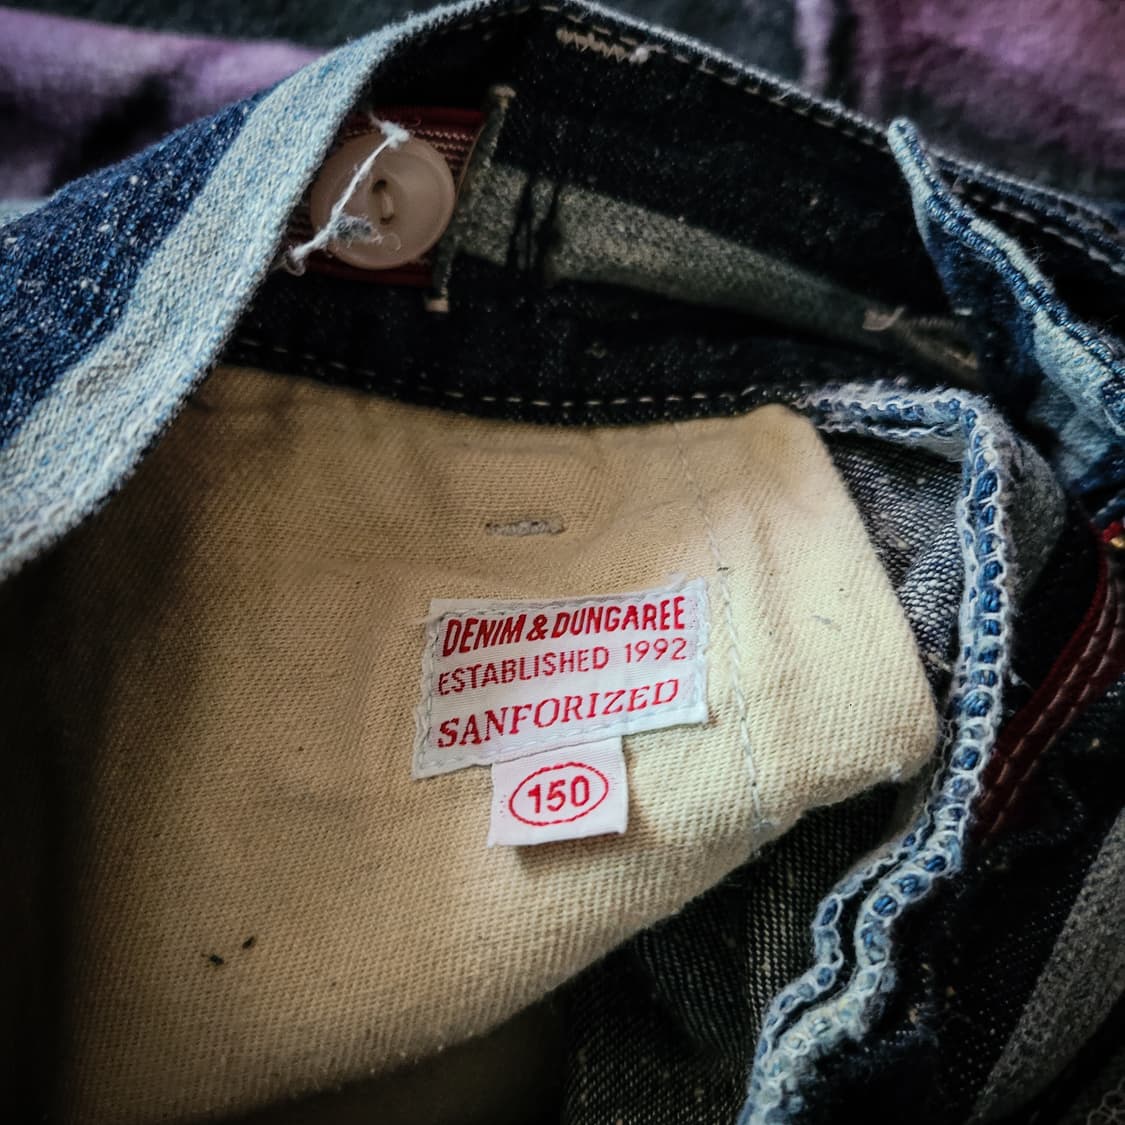 DENIM & DUNGAREE
ESTABLISHED 1992
SANFORIZED
150